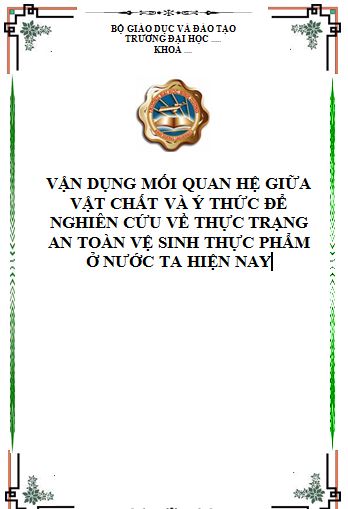 BỘ GIÁO DỤC VÀ ĐÀO TẠO
TRƯỜNG ĐẠI HỌC .....
KHOA ...
VẬN DỤNG MỐI QUAN HỆ GIỮA
VẬT CHẤT VÀ Ý THỨC ĐỂ
NGHIÊN CỨU VỀ THỰC TRẠNG
AN TOÀN VỆ SINH THỰC PHẨM
Ở NƯỚC TA HIỆN NAY